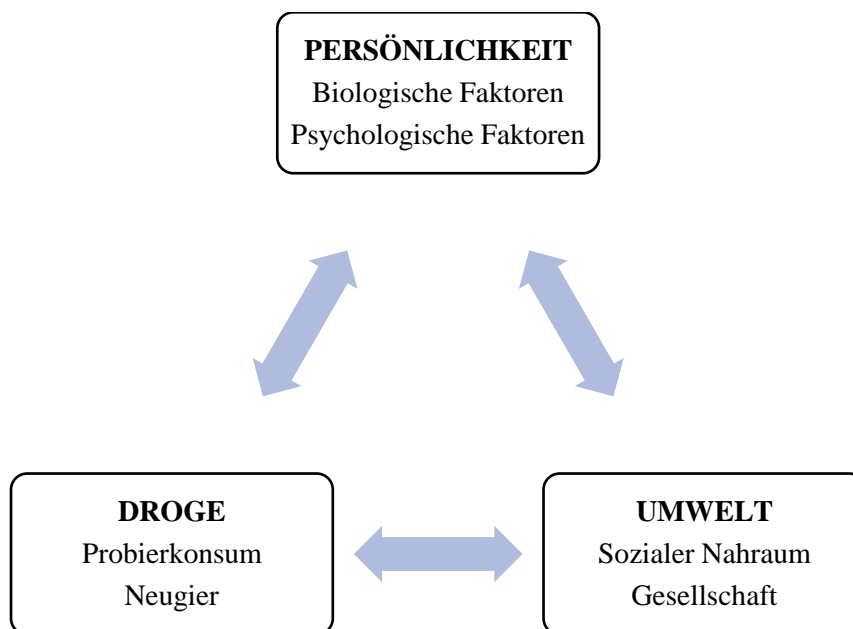 PERSÖNLICHKEIT
Biologische Faktoren
Psychologische Faktoren
DROGE
Probierkonsum
Neugier
UMWELT
Sozialer Nahraum
Gesellschaft